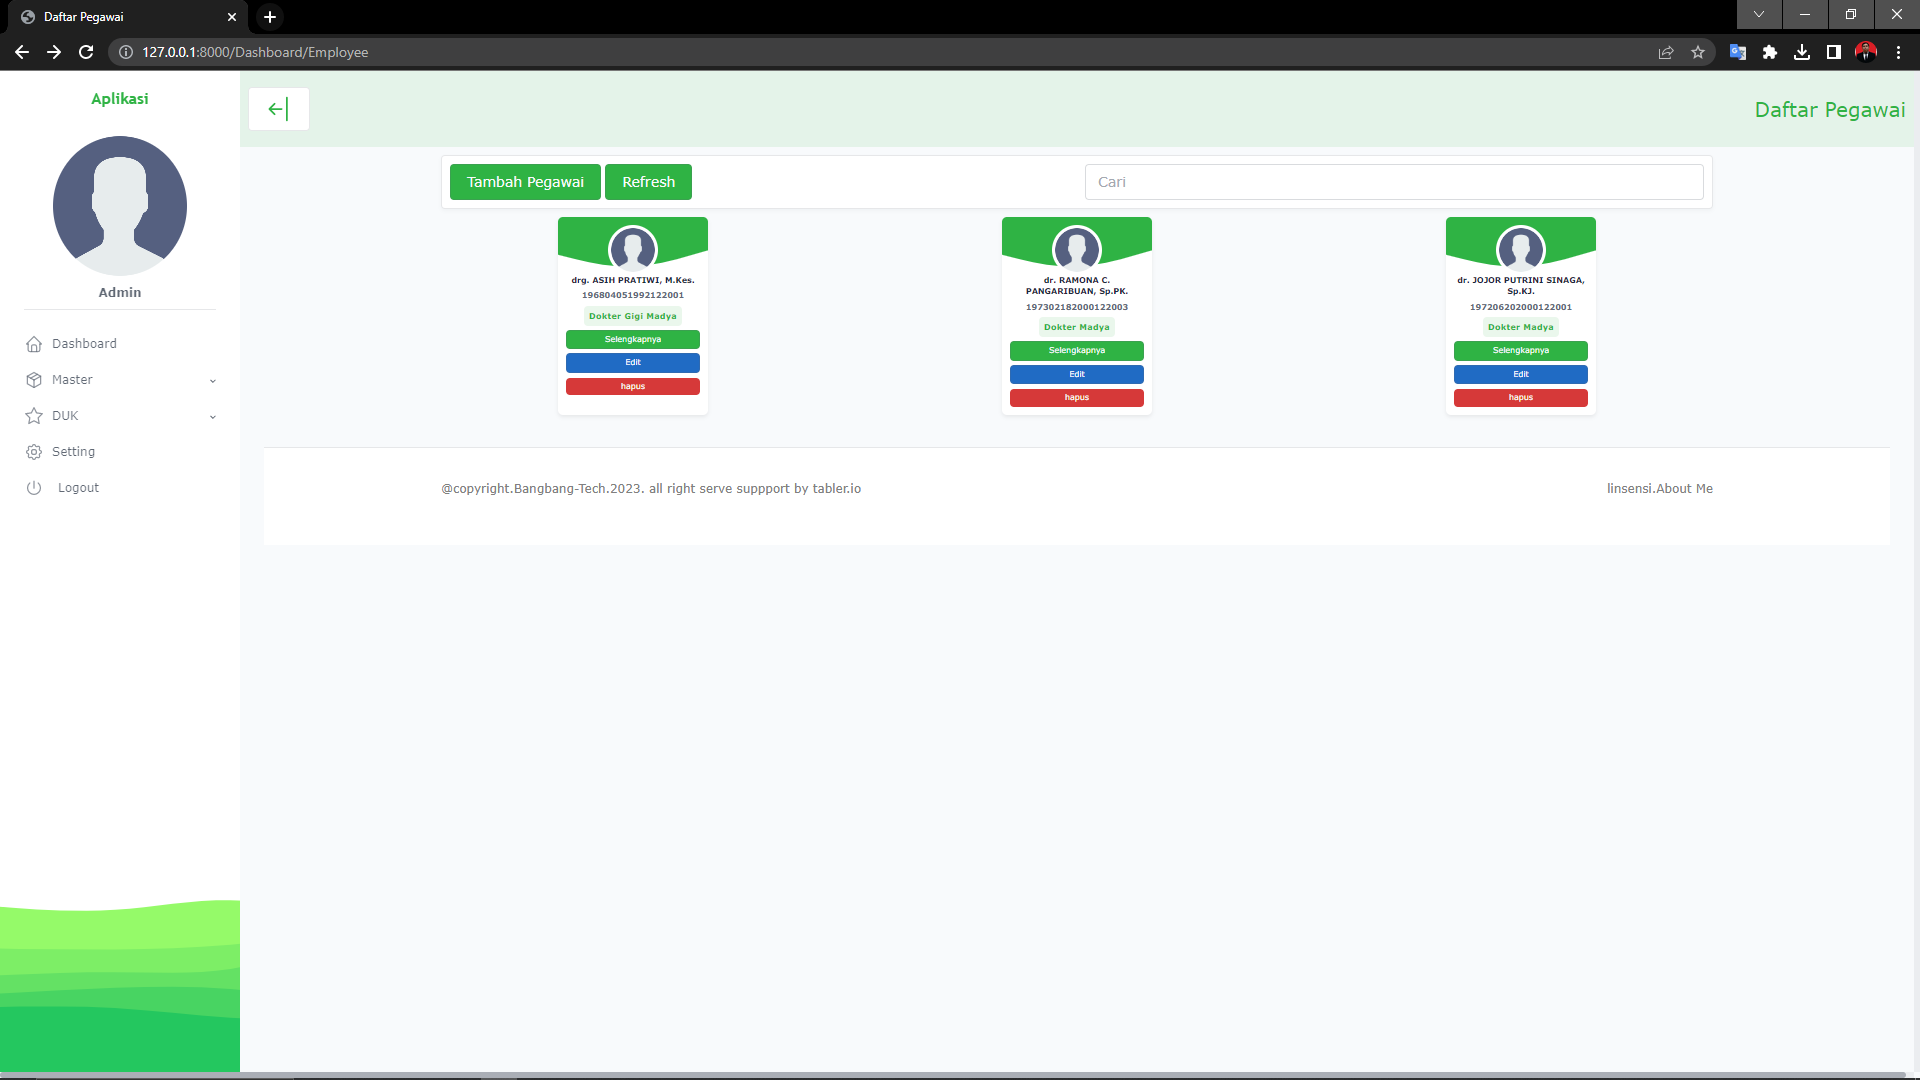 Daftar Pegawai
127.0.0.1:8000/Dashboard/Employee
Aplikasi
Admin
Dashboard
Master
DUK
Setting
Logout
Daftar Pegawai
Tambah Pegawai
Refresh
Cari
drg. ASIH PRATIWI, M.Kes.
196804051992122001
Dokter Gigi Madya
Selengkapnya
Edit
hapus
dr. RAMONA C.
PANGARIBUAN, Sp.PK.
197302182000122003
Dokter Madya
Selengkapnya
Edit
hapus
dr. JOJOR PUTRINI SINAGA,
Sp.KJ.
197206202000122001
Dokter Madya
Selengkapnya
Edit
hapus
@copyright.Bangbang-Tech.2023. all right serve suppport by tabler.io
linsensi.About Me